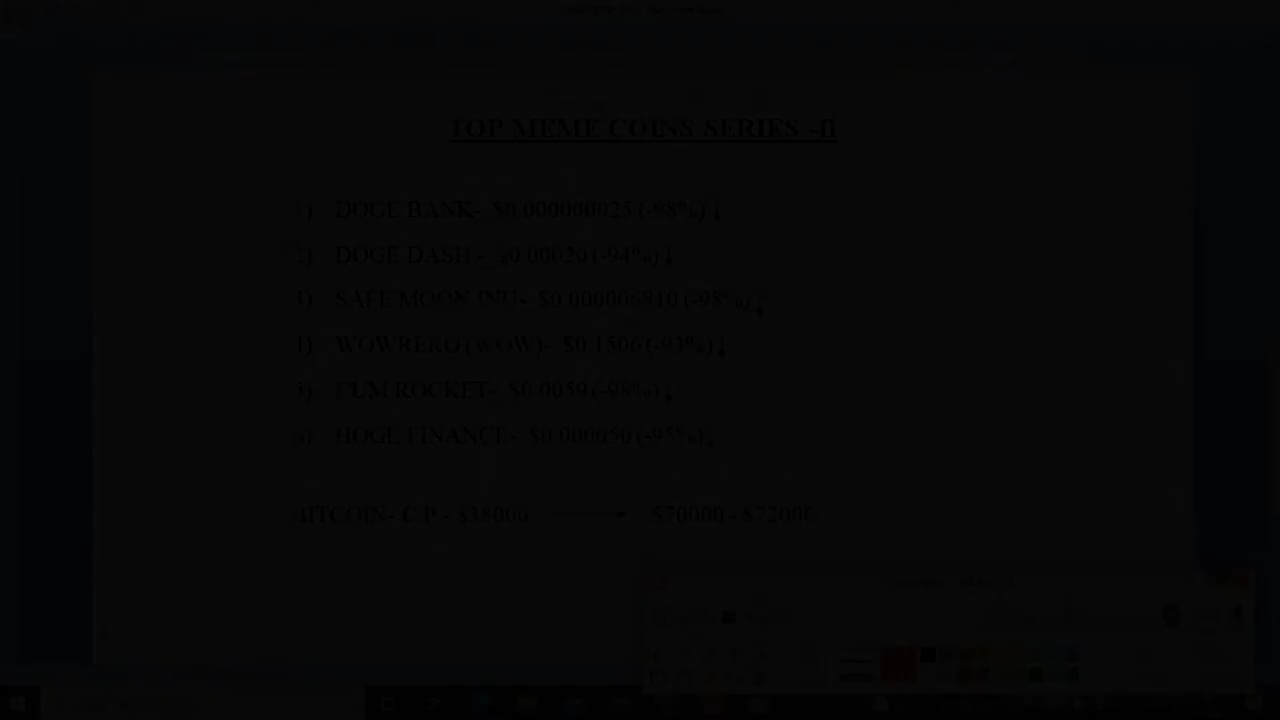 TOP MEME COINS SERIES -II
1) DOGE BANK- $0.000000025 (-98%)↓
2) DOGE DASH - $0.00020 (-94%)↓
3) SAFE MOON INU- $0.000006810 (-98%)↓
4) WOWREKO (WOW)- $0.1506 (-93%)↓
5) CUM ROCKET- $0.0059 (-98%)↓
6) HOGE FINANCE- $0.000050 (-95%)↓
BITCOIN- C.P.- $38000 → $70000 - $72000